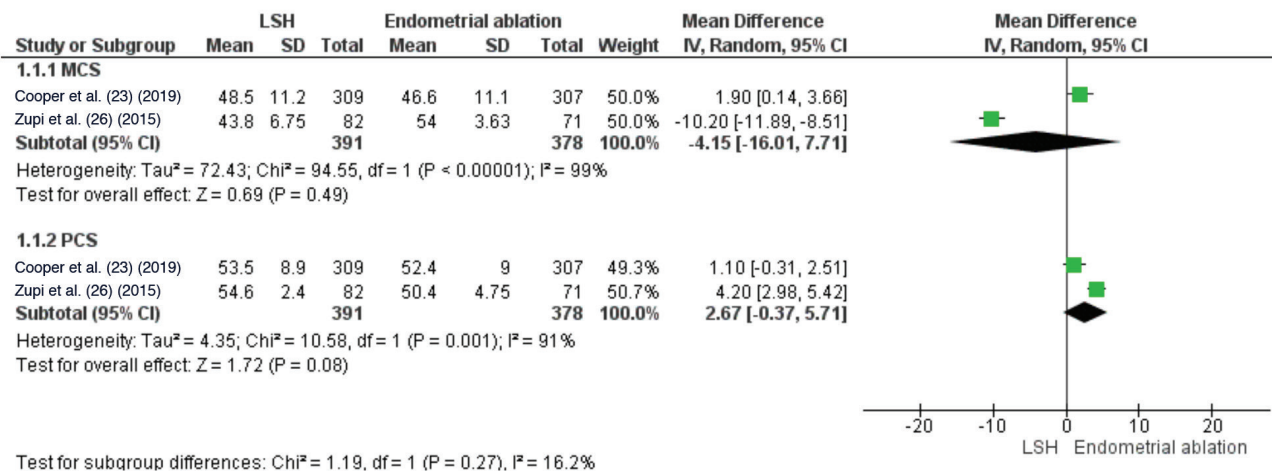 LSH Endometrial ablation Mean Difference Mean Difference
Study or Subgroup Mean SD Total Mean SD Total Weight IV, Random, 95% CI IV, Random, 95% CI
1.1.1 MCS
Cooper et al. (23) (2019) 48.5 11.2 309 46.6 11.1 307 50.0% 1.90 [0.14, 3.66]
Zupi et al. (26) (2015) 43.8 6.75 82 54 3.63 71 50.0% -10.20 [-11.89, -8.51]
Subtotal (95% CI) 391 378 100.0% -4.15 [-16.01, 7.71]
Heterogeneity: Tau² = 72.43; Chi² = 94.55, df = 1 (P < 0.00001); I² = 99%
Test for overall effect: Z = 0.69 (P = 0.49)
1.1.2 PCS
Cooper et al. (23) (2019) 53.5 8.9 309 52.4 9 307 49.3% 1.10 [-0.31, 2.51]
Zupi et al. (26) (2015) 54.6 2.4 82 50.4 4.75 71 50.7% 4.20 [2.98, 5.42]
Subtotal (95% CI) 391 378 100.0% 2.67 [-0.37, 5.71]
Heterogeneity: Tau² = 4.35; Chi² = 10.58, df = 1 (P = 0.001); I² = 91%
Test for overall effect: Z = 1.72 (P = 0.08)
-20 -10 0 10 20
LSH Endometrial ablation
Test for subgroup differences: Chi² = 1.19, df = 1 (P = 0.27), I² = 16.2%